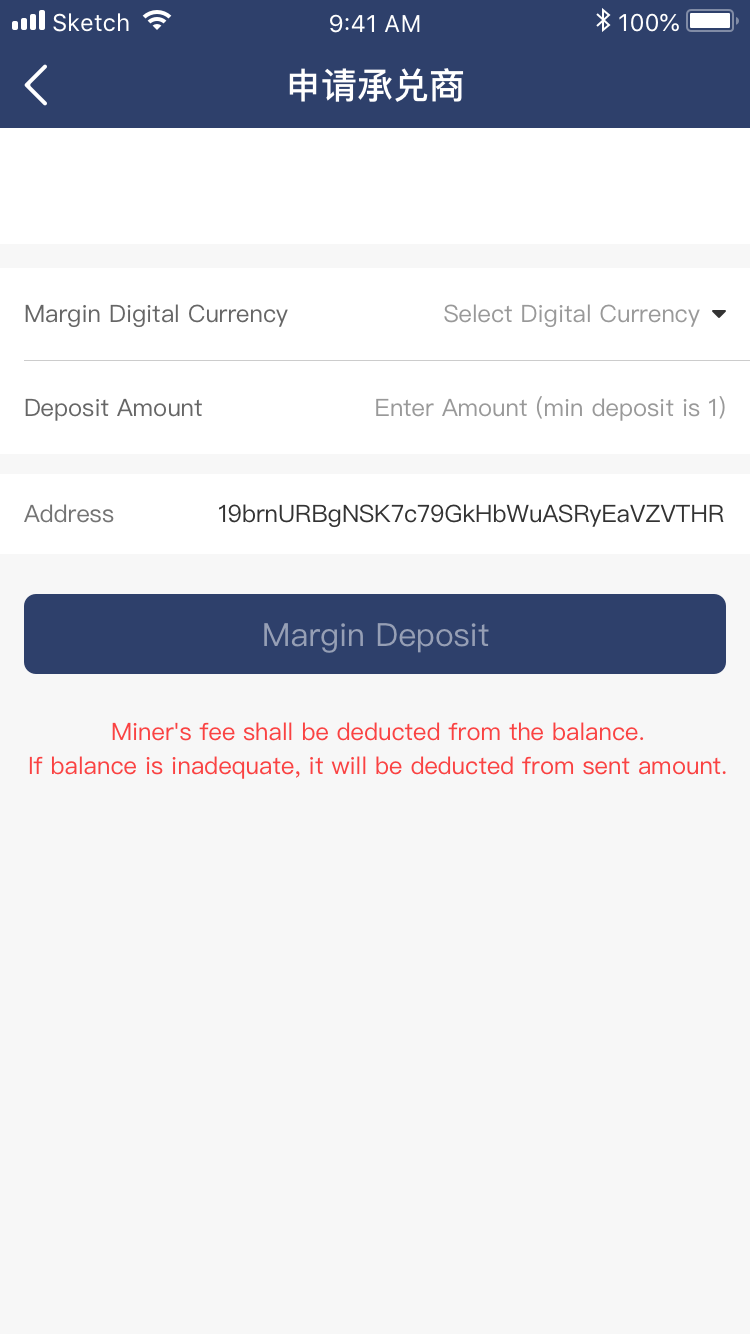 Sketch 9:41 AM 100%
申请承兑商
Margin Digital Currency Select Digital Currency
Deposit Amount Enter Amount (min deposit is 1)
Address 19brnURBgNSK7c79GkHbWuASRyEaVZVTHR
Margin Deposit
Miner's fee shall be deducted from the balance.
If balance is inadequate, it will be deducted from sent amount.